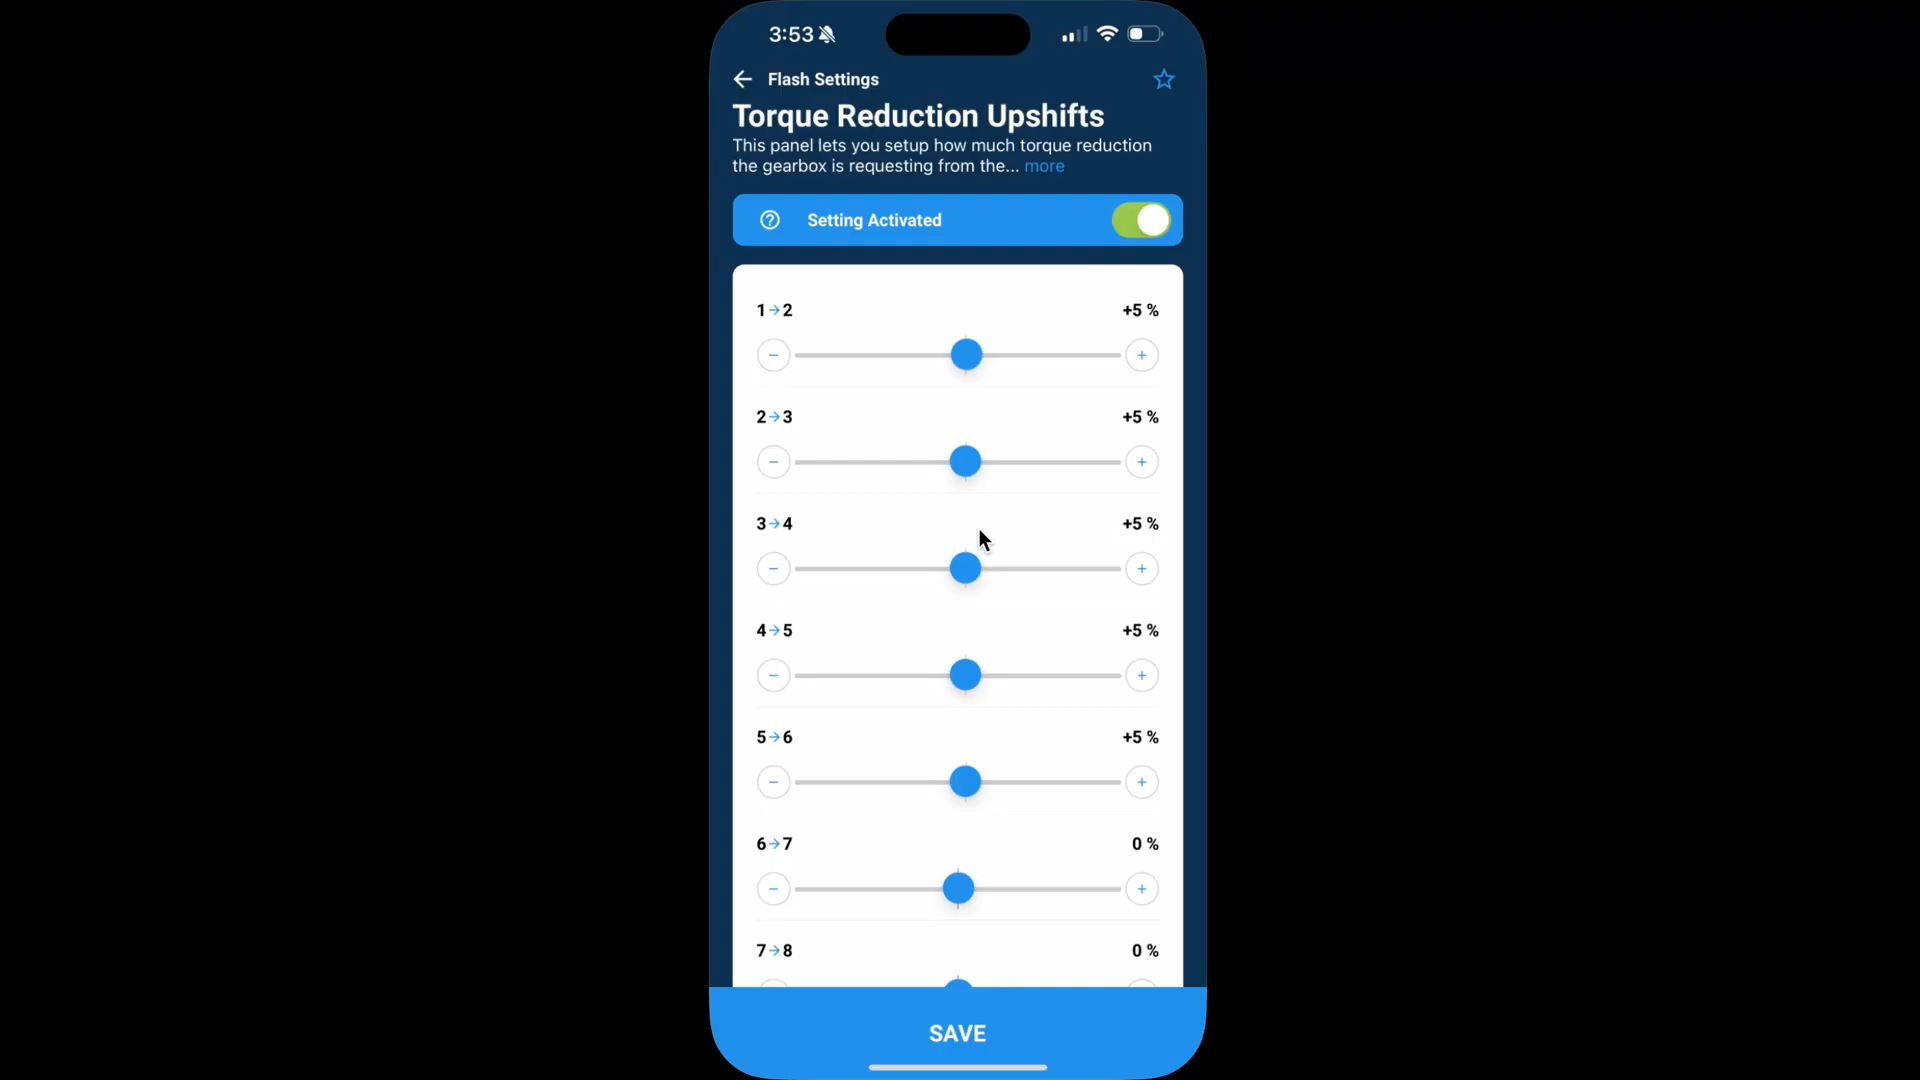 3:53
Flash Settings
Torque Reduction Upshifts
This panel lets you setup how much torque reduction
the gearbox is requesting from the... more
Setting Activated
1→2 +5 %
2→3 +5 %
3→4 +5 %
4→5 +5 %
5→6 +5 %
6→7 0 %
7→8 0 %
SAVE